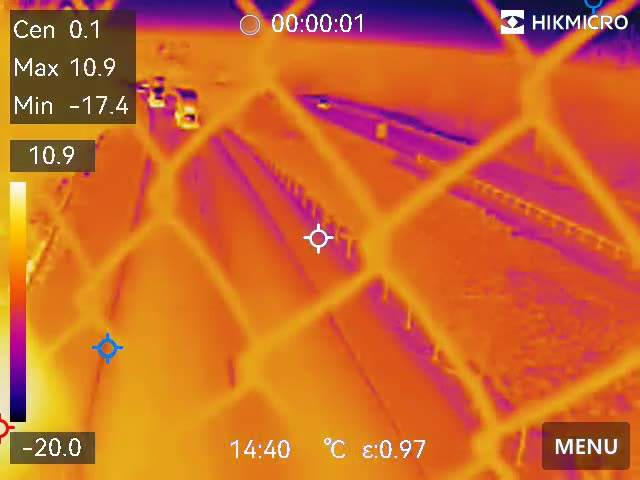 Cen 0.1
Max 10.9
Min -17.4
00:00:01
HIKMICRO
10.9
-20.0
14:40 ℃ ε:0.97
MENU